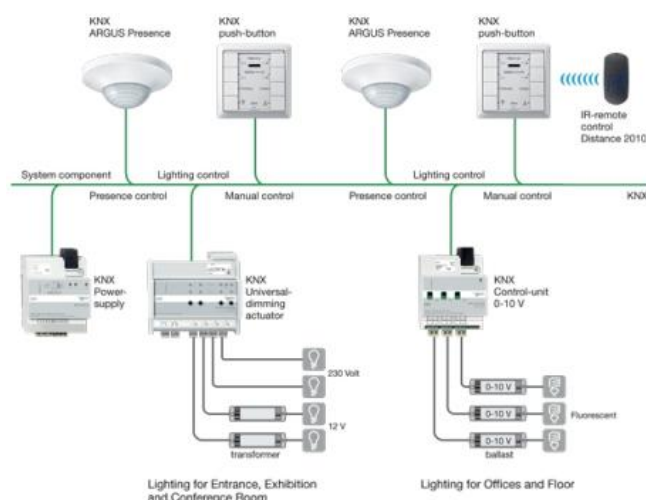 KNX
ARGUS Presence
KNX
push-button
KNX
ARGUS Presence
KNX
push-button
IR-remote
control
Distance 2010
System component
Lighting control
Lighting control
Presence control
Manual control
Presence control
Manual control
KNX
KNX
Power-
supply
KNX
Universal-
dimming
actuator
KNX
Control-unit
0-10 V
230 Volt
12 V
transformer
0-10 V
0-10 V
0-10 V
Fluorescent
ballast
Lighting for Entrance, Exhibition
and Conference Room
Lighting for Offices and Floor